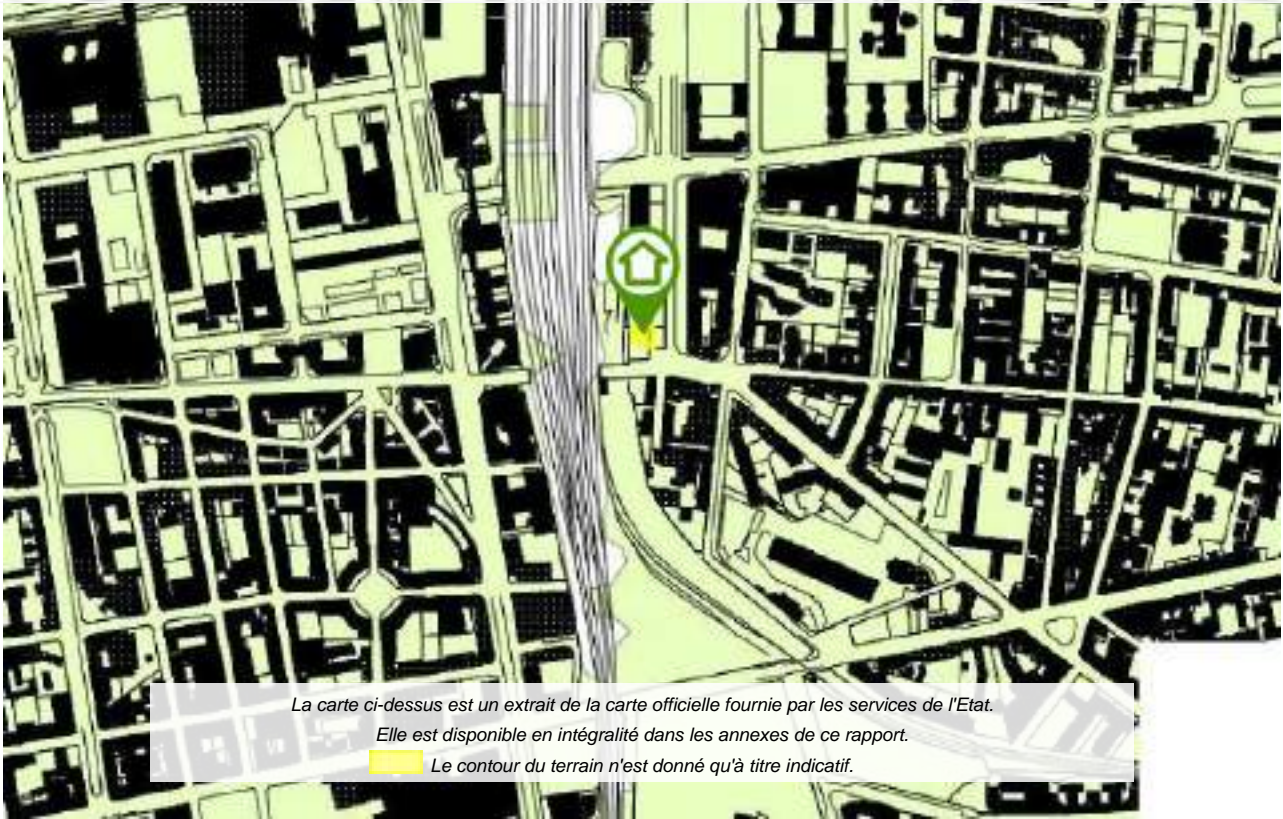 La carte ci-dessus est un extrait de la carte officielle fournie par les services de l'Etat.
Elle est disponible en intégralité dans les annexes de ce rapport.
Le contour du terrain n'est donné qu'à titre indicatif.